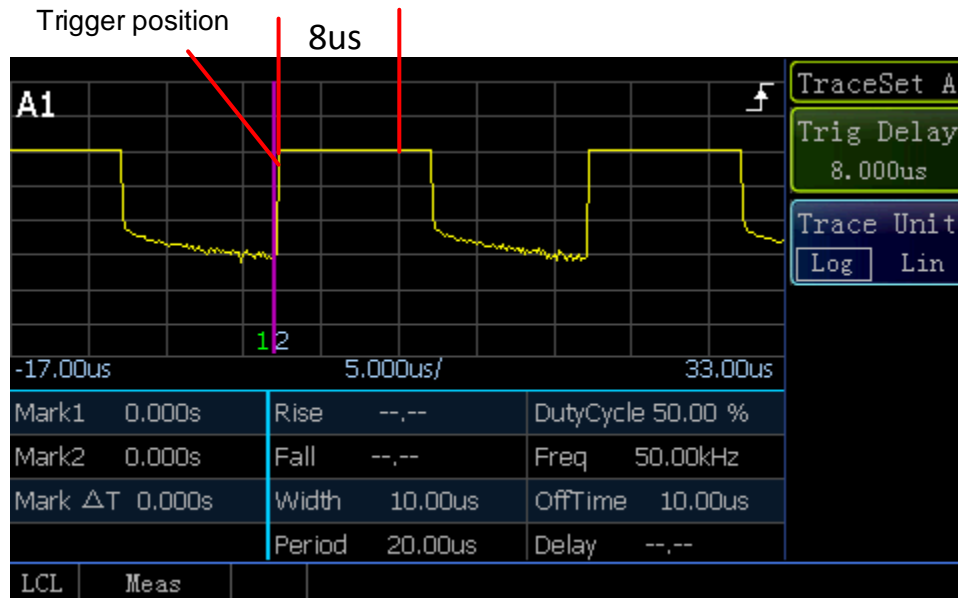 Trigger position
8us
TraceSet A
A1
Trig Delay
8.000us
Trace Unit
Log Lin
1 2
-17.00us 5.000us/ 33.00us
Mark1 0.000s Rise --.-- DutyCycle 50.00 %
Mark2 0.000s Fall --.-- Freq 50.00kHz
Mark △T 0.000s Width 10.00us OffTime 10.00us
Period 20.00us Delay --.--
LCL Meas